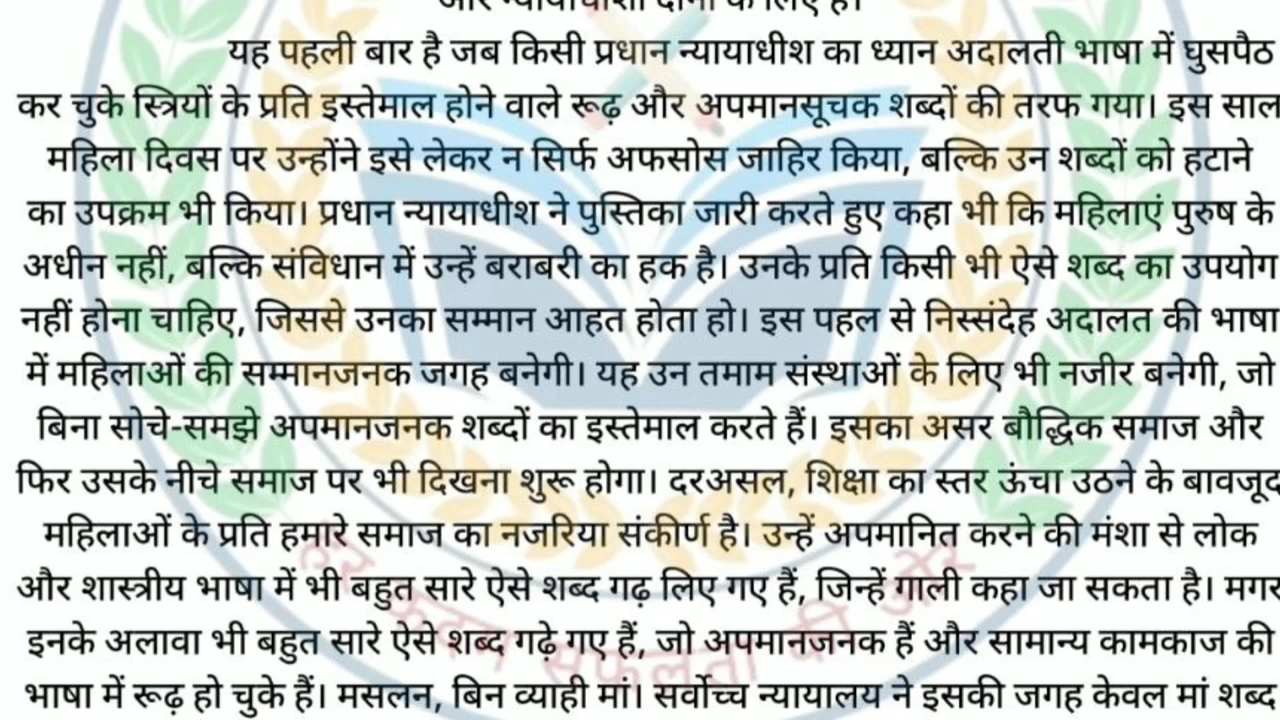 और न्यायाधीशों दोनों के लिए है।
यह पहली बार है जब किसी प्रधान न्यायाधीश का ध्यान अदालती भाषा में घुसपैठ
कर चुके स्त्रियों के प्रति इस्तेमाल होने वाले रूढ़ और अपमानसूचक शब्दों की तरफ गया। इस साल
महिला दिवस पर उन्होंने इसे लेकर न सिर्फ अफसोस जाहिर किया, बल्कि उन शब्दों को हटाने
का उपक्रम भी किया। प्रधान न्यायाधीश ने पुस्तिका जारी करते हुए कहा भी कि महिलाएं पुरुष के
अधीन नहीं, बल्कि संविधान में उन्हें बराबरी का हक है। उनके प्रति किसी भी ऐसे शब्द का उपयोग
नहीं होना चाहिए, जिससे उनका सम्मान आहत होता हो। इस पहल से निस्संदेह अदालत की भाषा
में महिलाओं की सम्मानजनक जगह बनेगी। यह उन तमाम संस्थाओं के लिए भी नजीर बनेगी, जो
बिना सोचे-समझे अपमानजनक शब्दों का इस्तेमाल करते हैं। इसका असर बौद्धिक समाज और
फिर उसके नीचे समाज पर भी दिखना शुरू होगा। दरअसल, शिक्षा का स्तर ऊंचा उठने के बावजूद
महिलाओं के प्रति हमारे समाज का नजरिया संकीर्ण है। उन्हें अपमानित करने की मंशा से लोक
और शास्त्रीय भाषा में भी बहुत सारे ऐसे शब्द गढ़ लिए गए हैं, जिन्हें गाली कहा जा सकता है। मगर
इनके अलावा भी बहुत सारे ऐसे शब्द गढ़े गए हैं, जो अपमानजनक हैं और सामान्य कामकाज की
भाषा में रूढ़ हो चुके हैं। मसलन, बिन व्याही मां। सर्वोच्च न्यायालय ने इसकी जगह केवल मां शब्द
हर कदम सफलता की ओर